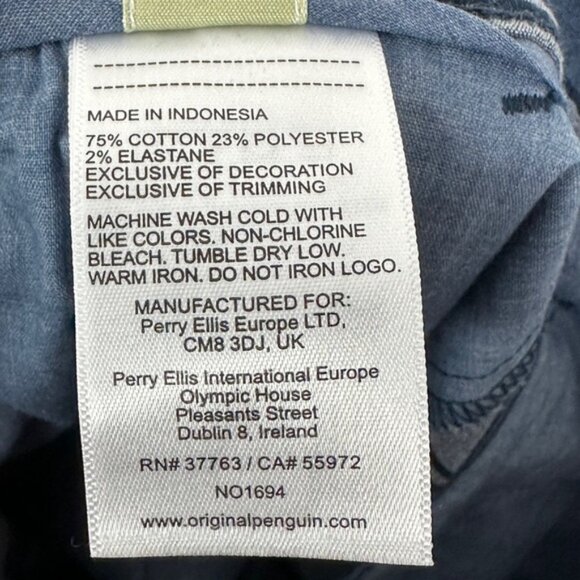 MADE IN INDONESIA
75% COTTON 23% POLYESTER
2% ELASTANE
EXCLUSIVE OF DECORATION
EXCLUSIVE OF TRIMMING
MACHINE WASH COLD WITH
LIKE COLORS. NON-CHLORINE
BLEACH. TUMBLE DRY LOW.
WARM IRON. DO NOT IRON LOGO.
MANUFACTURED FOR:
Perry Ellis Europe LTD,
CM8 3DJ, UK
Perry Ellis International Europe
Olympic House
Pleasants Street
Dublin 8, Ireland
RN# 37763 / CA# 55972
NO1694
www.originalpenguin.com